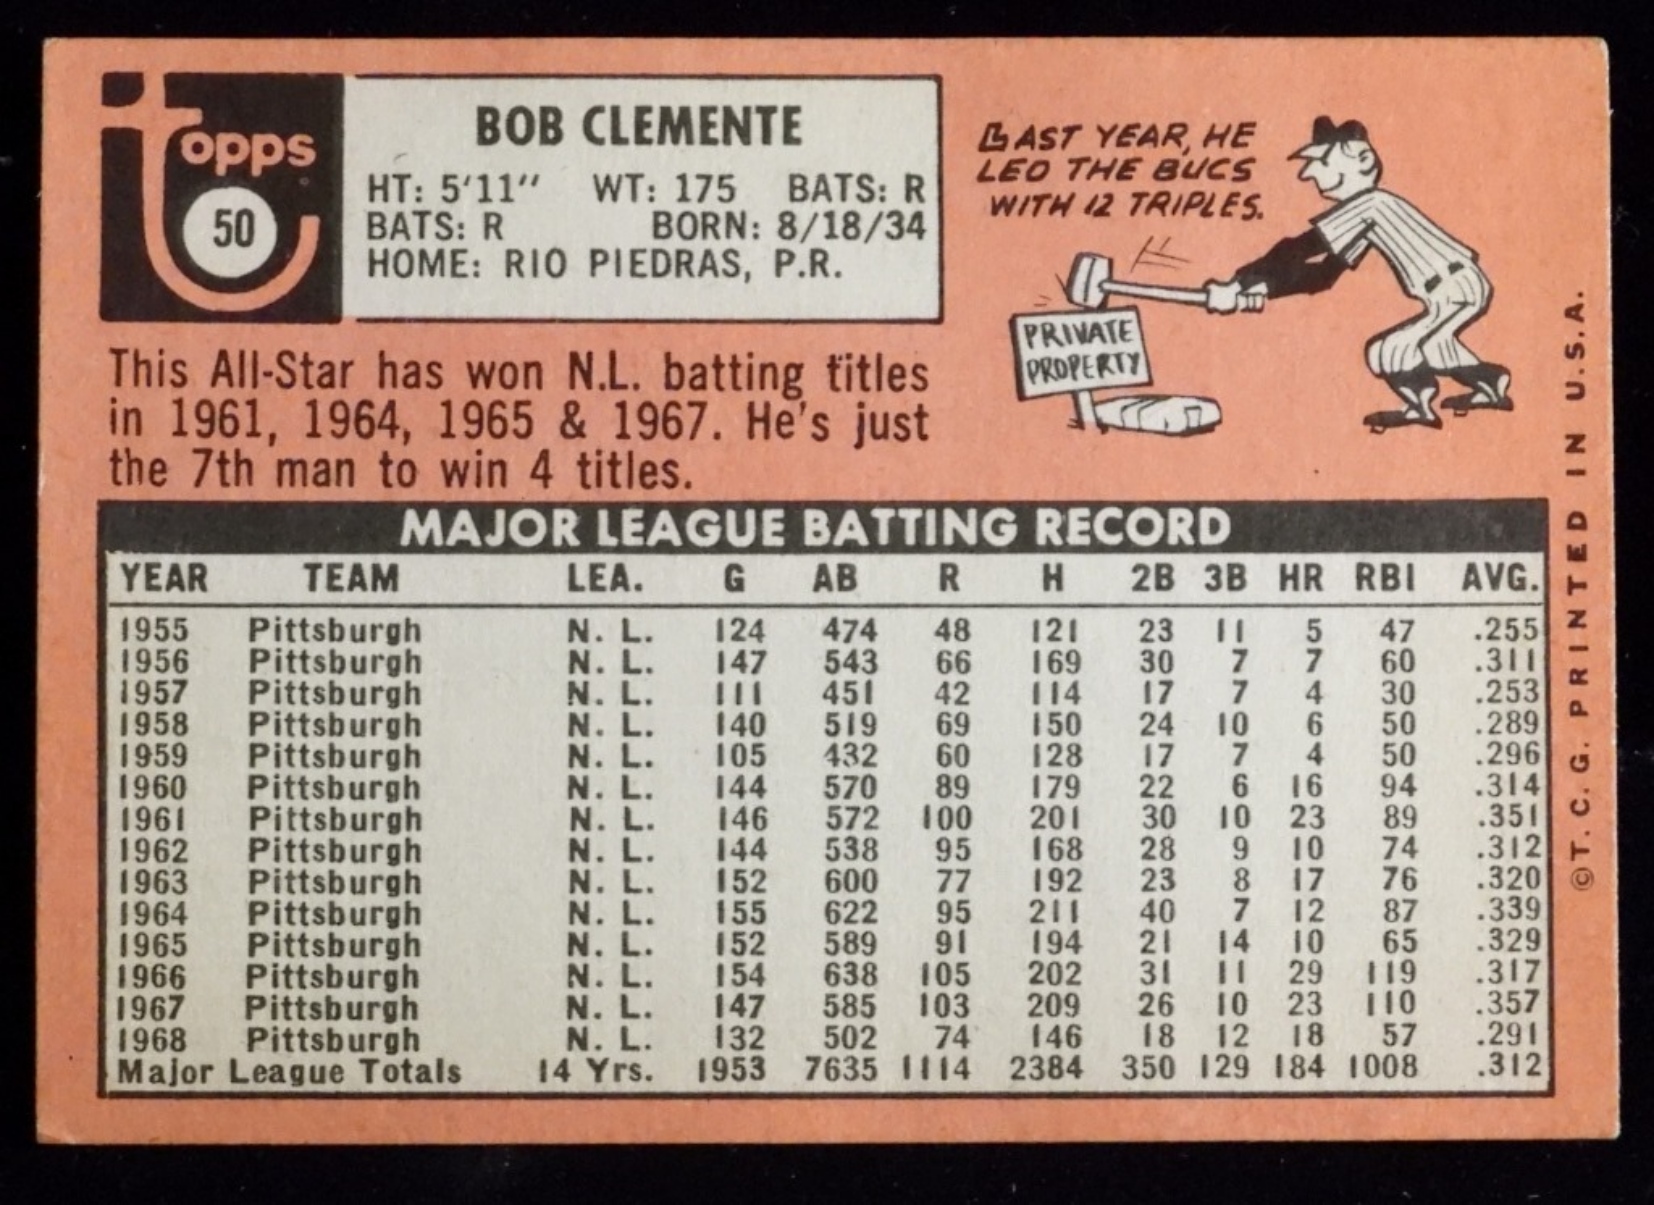 topps
50
BOB CLEMENTE
HT: 5'11" WT: 175 BATS: R
BATS: R BORN: 8/18/34
HOME: RIO PIEDRAS, P.R.
LAST YEAR, HE
LED THE BUCS
WITH 12 TRIPLES.
PRIVATE
PROPERTY
This All-Star has won N.L. batting titles
in 1961, 1964, 1965 & 1967. He's just
the 7th man to win 4 titles.
MAJOR LEAGUE BATTING RECORD
YEAR TEAM LEA. G AB R H 2B 3B HR RBI AVG.
1955 Pittsburgh N. L. 124 474 48 121 23 11 5 47 .255
1956 Pittsburgh N. L. 147 543 66 169 30 7 7 60 .311
1957 Pittsburgh N. L. 111 451 42 114 17 7 4 30 .253
1958 Pittsburgh N. L. 140 519 69 150 24 10 6 50 .289
1959 Pittsburgh N. L. 105 432 60 128 17 7 4 50 .296
1960 Pittsburgh N. L. 144 570 89 179 22 6 16 94 .314
1961 Pittsburgh N. L. 146 572 100 201 30 10 23 89 .351
1962 Pittsburgh N. L. 144 538 95 168 28 9 10 74 .312
1963 Pittsburgh N. L. 152 600 77 192 23 8 17 76 .320
1964 Pittsburgh N. L. 155 622 95 211 40 7 12 87 .339
1965 Pittsburgh N. L. 152 589 91 194 21 14 10 65 .329
1966 Pittsburgh N. L. 154 638 105 202 31 11 29 119 .317
1967 Pittsburgh N. L. 147 585 103 209 26 10 23 110 .357
1968 Pittsburgh N. L. 132 502 74 146 18 12 18 57 .291
Major League Totals 14 Yrs. 1953 7635 1114 2384 350 129 184 1008 .312
©T. C. G. PRINTED IN U.S.A.